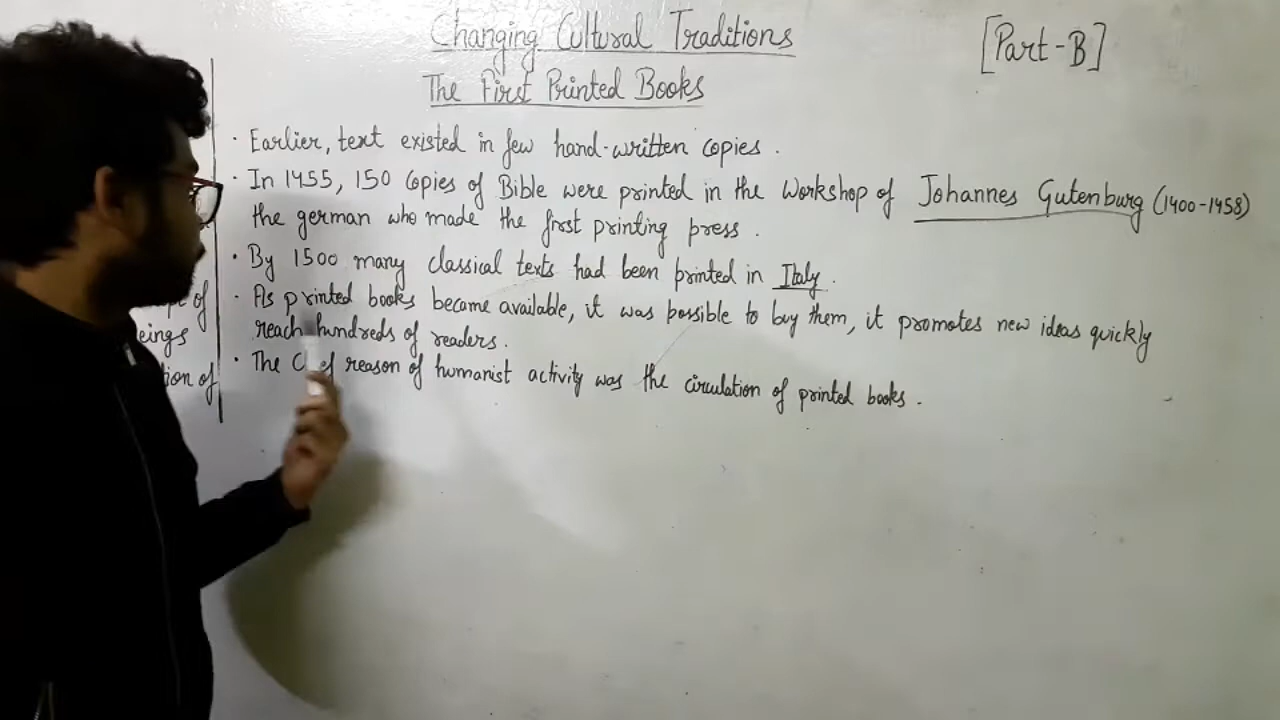 Changing Cultural Traditions
[Part-B]
The First Printed Books
· Earlier, text existed in few hand-written copies.
· In 1455, 150 Copies of Bible were printed in the Workshop of Johannes Gutenburg (1400-1458)
the german who made the first printing press.
· By 1500 many classical texts had been printed in Italy.
· As printed books became available, it was possible to buy them, it promotes new ideas quickly
reach hundreds of readers.
· The reason of humanist activity was the circulation of printed books.
of
eings
tion of